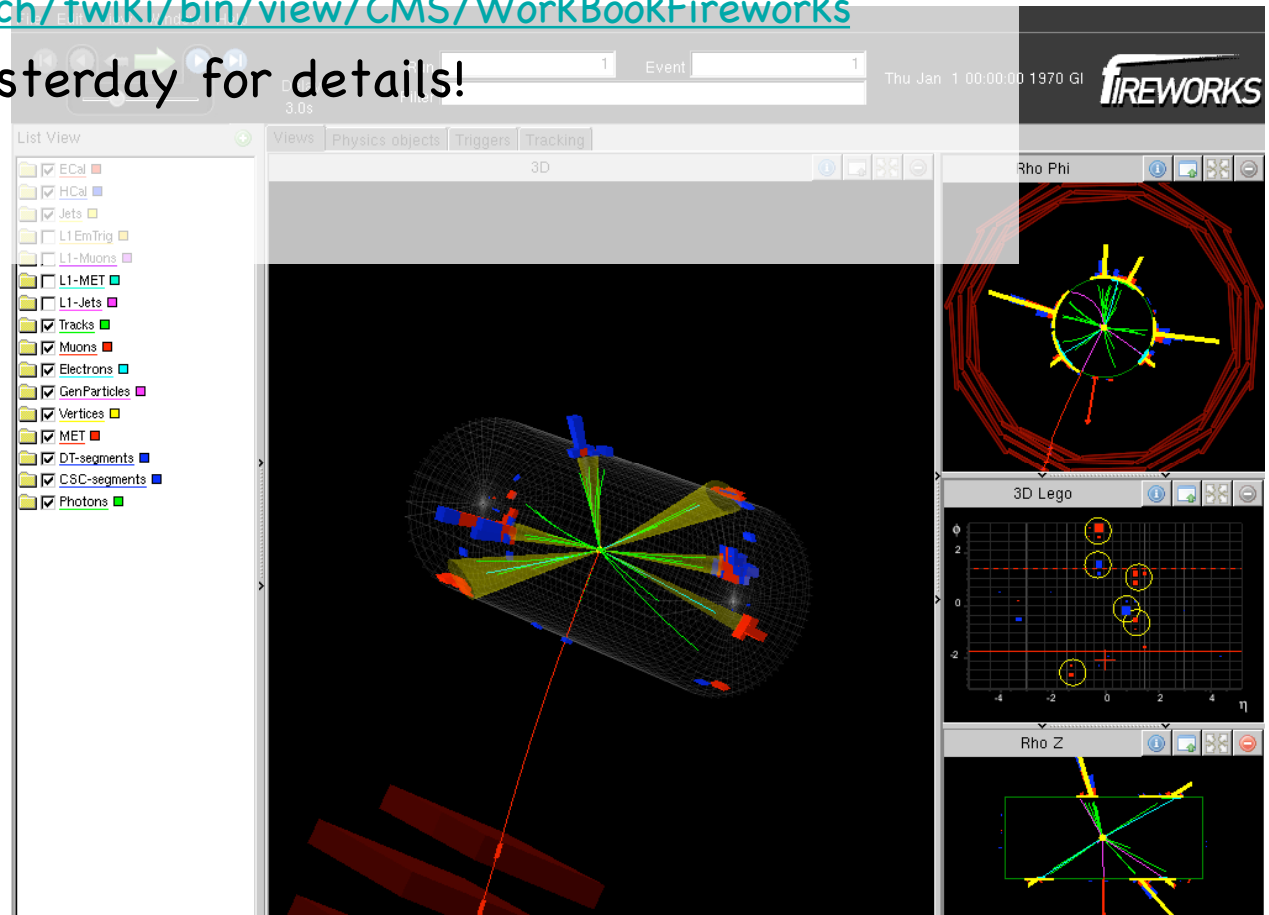 ch/twiki/bin/view/CMS/WorkBookFireworks
sterday for details!
1 Event 1
Filter
3.0s
Thu Jan 1 00:00:00 1970 GI
FIREWORKS
List View
Views Physics objects Triggers Tracking
ECal
HCal
Jets
L1EmTrig
L1-Muons
L1-MET
L1-Jets
Tracks
Muons
Electrons
GenParticles
Vertices
MET
DT-segments
CSC-segments
Photons
3D
Rho Phi
3D Lego
ϕ
2
0
-2
-4 -2 0 2 4
η
Rho Z